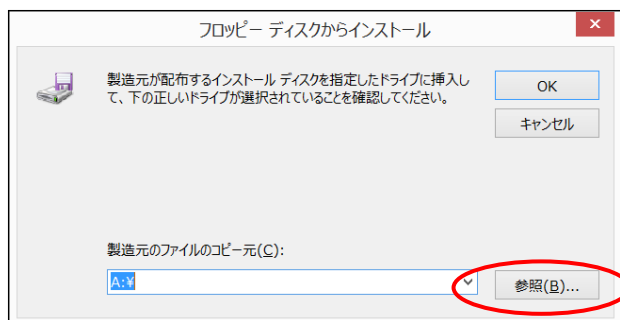 フロッピー ディスクからインストール
製造元が配布するインストール ディスクを指定したドライブに挿入し
て、下の正しいドライブが選択されていることを確認してください。
OK
キャンセル
製造元のファイルのコピー元(C):
A:¥
参照(B)...